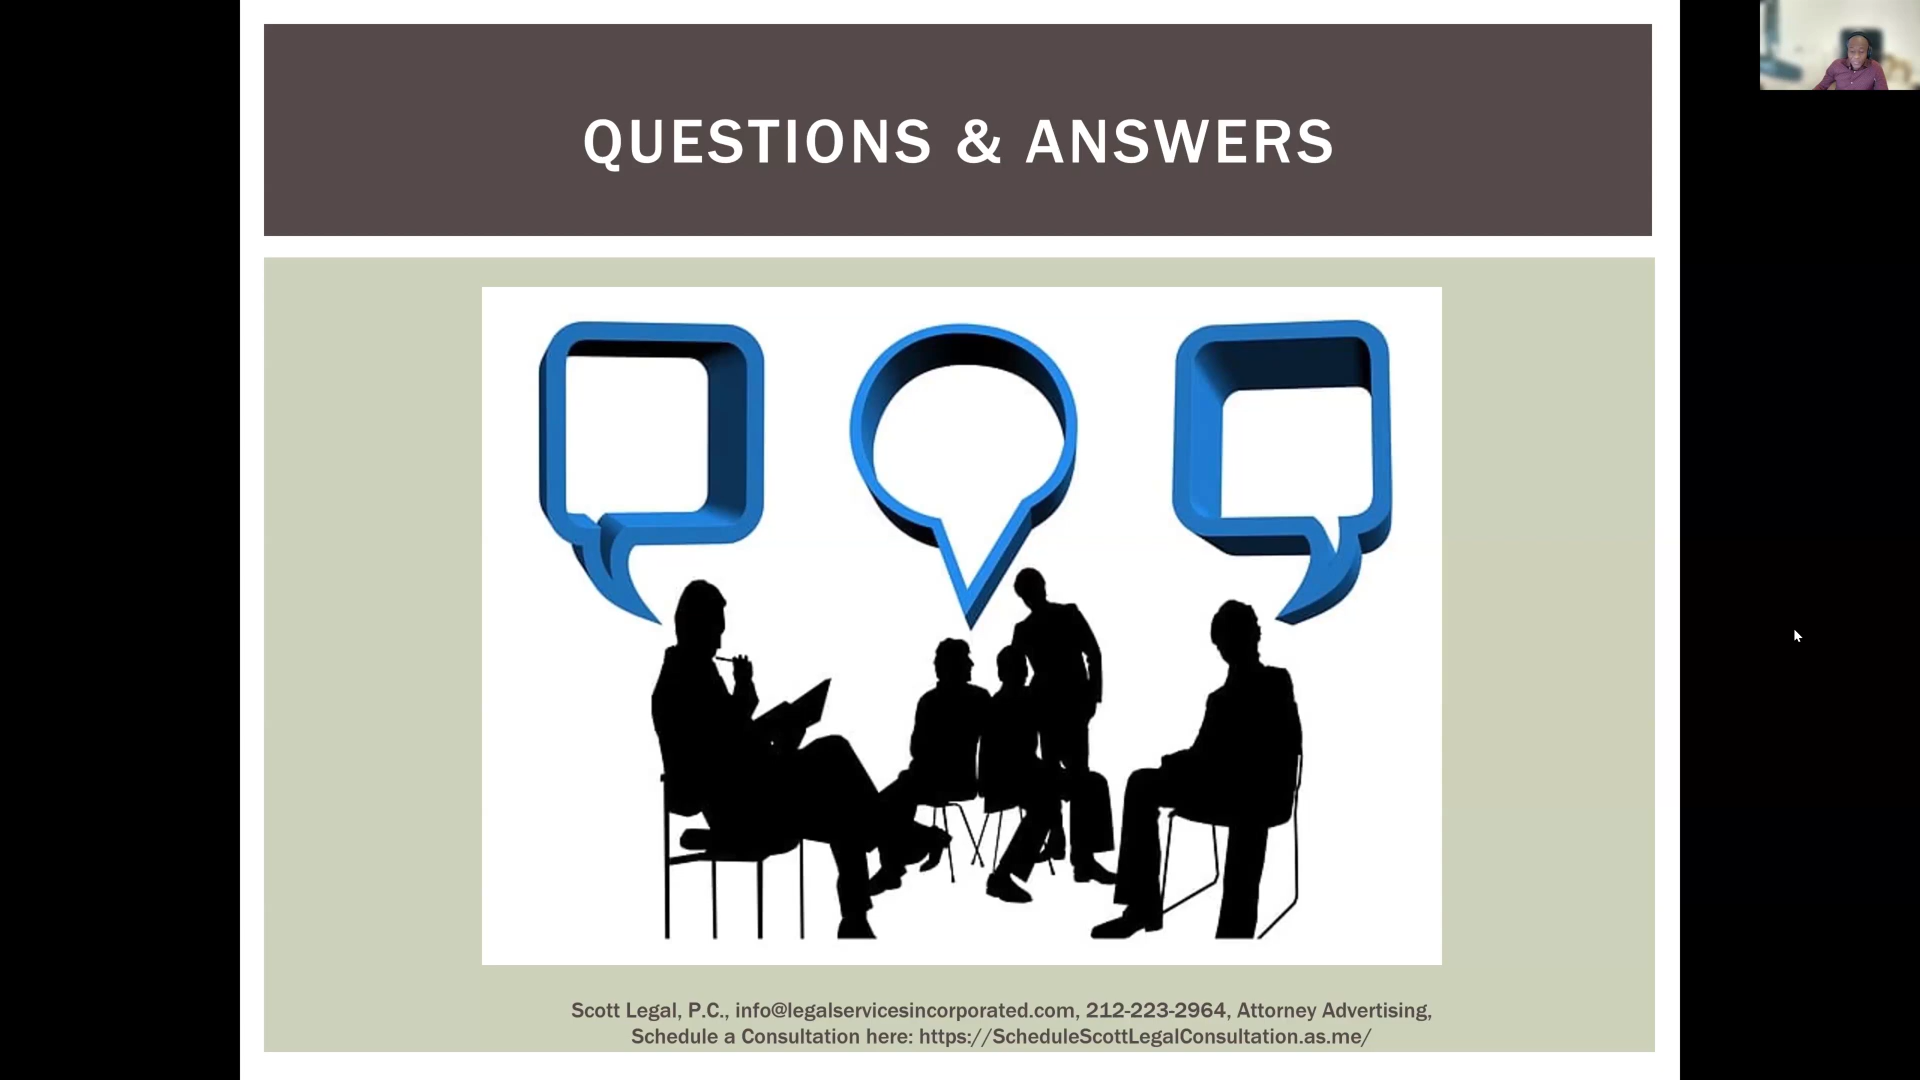 QUESTIONS & ANSWERS
Scott Legal, P.C., info@legalservicesincorporated.com, 212-223-2964, Attorney Advertising,
Schedule a Consultation here: https://ScheduleScottLegalConsultation.as.me/